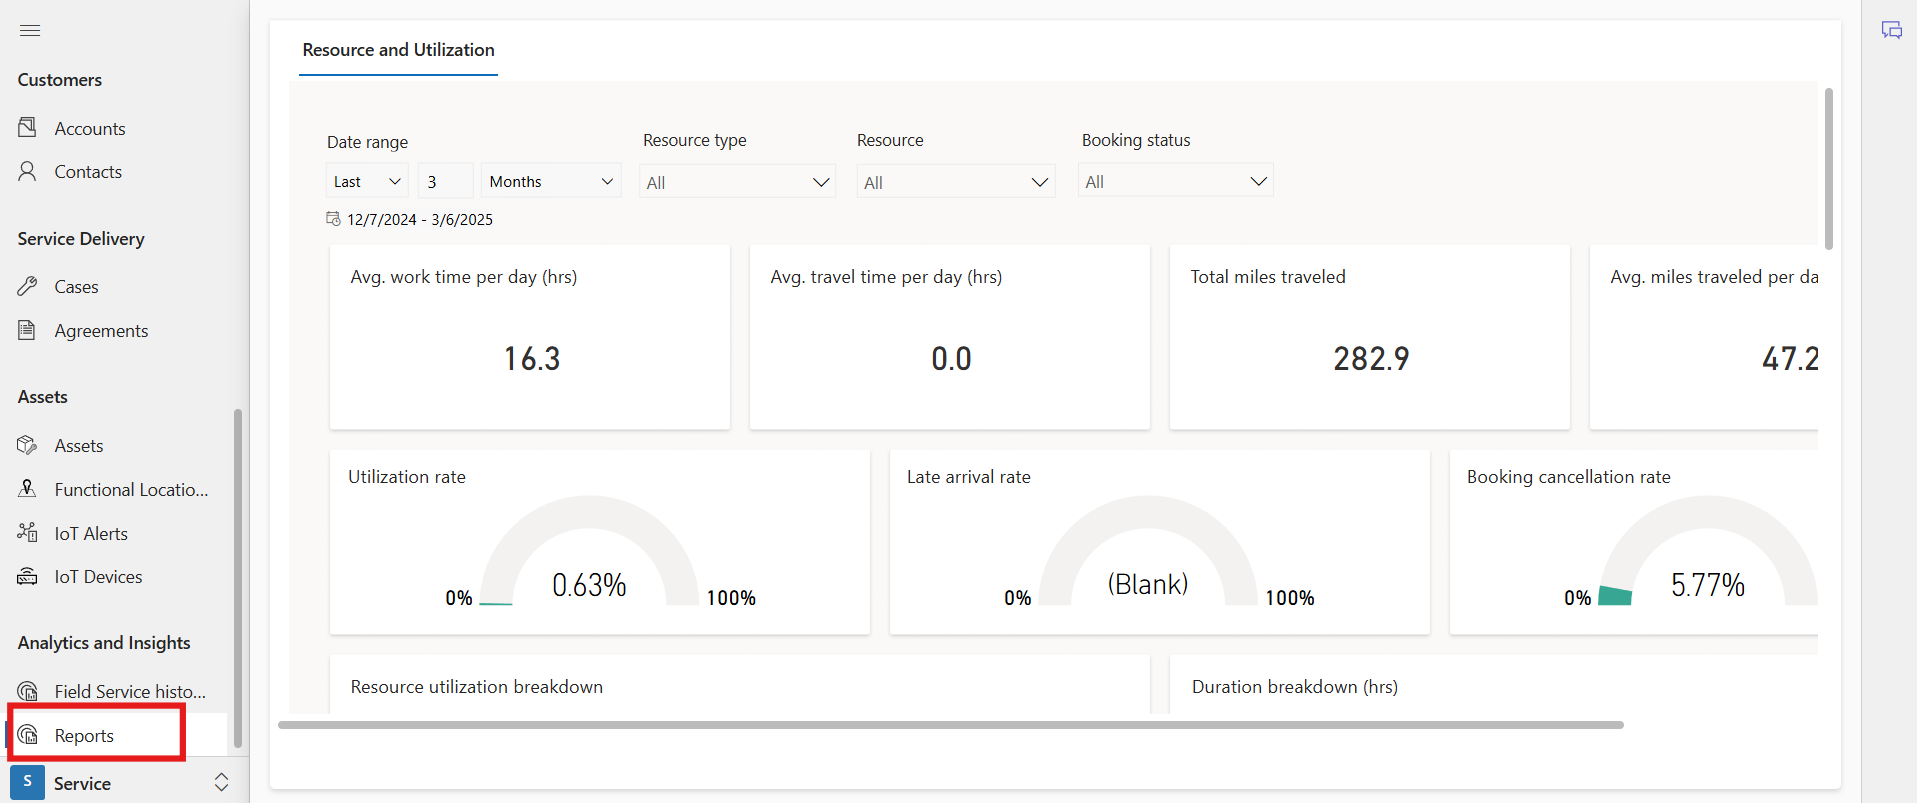 Customers
Accounts
Contacts
Service Delivery
Cases
Agreements
Assets
Assets
Functional Locatio...
IoT Alerts
IoT Devices
Analytics and Insights
Field Service histo...
Reports
S Service
Resource and Utilization
Date range
Last 3 Months
12/7/2024 - 3/6/2025
Resource type
All
Resource
All
Booking status
All
Avg. work time per day (hrs)
16.3
Avg. travel time per day (hrs)
0.0
Total miles traveled
282.9
Avg. miles traveled per da
47.2
Utilization rate
0% 0.63% 100%
Late arrival rate
0% (Blank) 100%
Booking cancellation rate
0% 5.77%
Resource utilization breakdown
Duration breakdown (hrs)